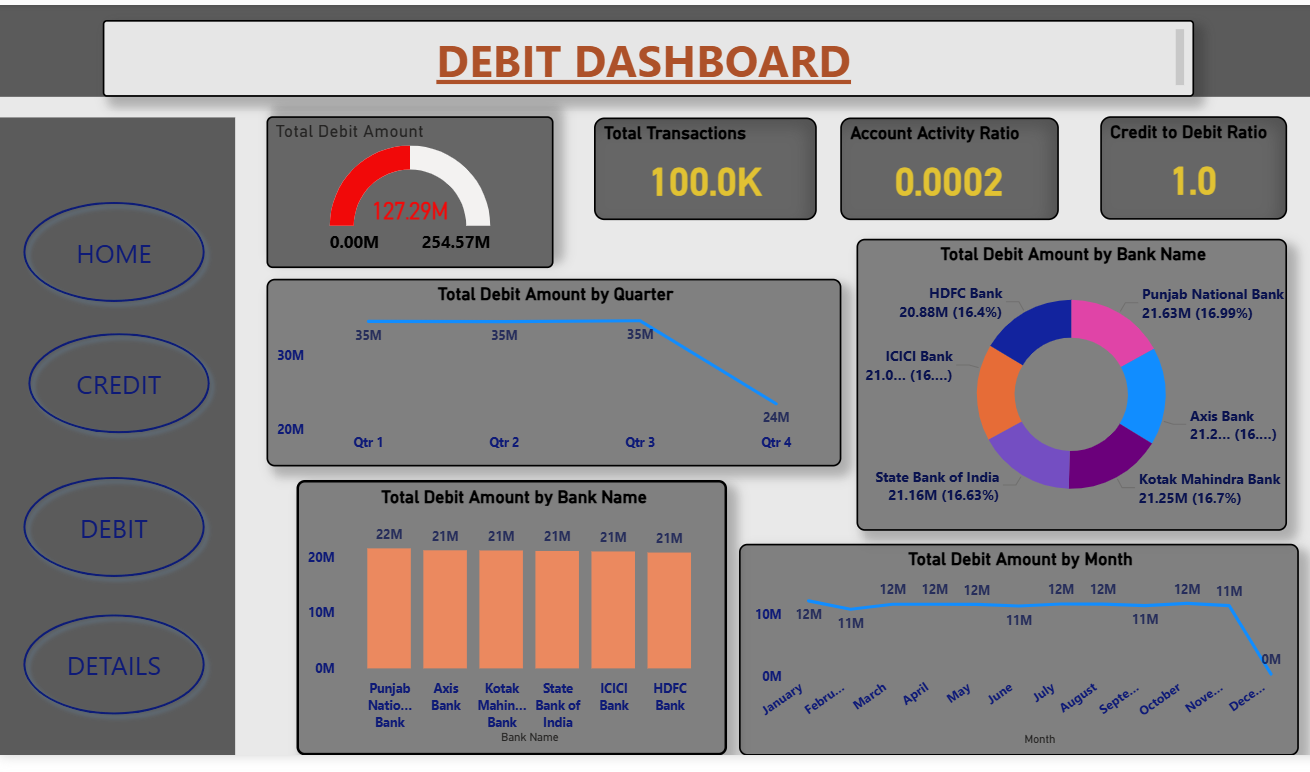 DEBIT DASHBOARD
HOME
CREDIT
DEBIT
DETAILS
Total Debit Amount
127.29M
0.00M
254.57M
Total Transactions
100.0K
Account Activity Ratio
0.0002
Credit to Debit Ratio
1.0
Total Debit Amount by Quarter
30M
20M
35M
35M
35M
24M
Qtr 1
Qtr 2
Qtr 3
Qtr 4
Total Debit Amount by Bank Name
HDFC Bank
20.88M (16.4%)
Punjab National Bank
21.63M (16.99%)
ICICI Bank
21.0... (16....)
Axis Bank
21.2... (16....)
State Bank of India
21.16M (16.63%)
Kotak Mahindra Bank
21.25M (16.7%)
Total Debit Amount by Bank Name
20M
10M
0M
22M
21M
21M
21M
21M
21M
Punjab
Natio...
Bank
Axis
Bank
Kotak
Mahin...
Bank
State
Bank of
India
ICICI
Bank
HDFC
Bank
Bank Name
Total Debit Amount by Month
10M
0M
12M
11M
12M
12M
12M
11M
12M
12M
11M
12M
11M
0M
January
Febru...
March
April
May
June
July
August
Septe...
October
Nove...
Dece...
Month